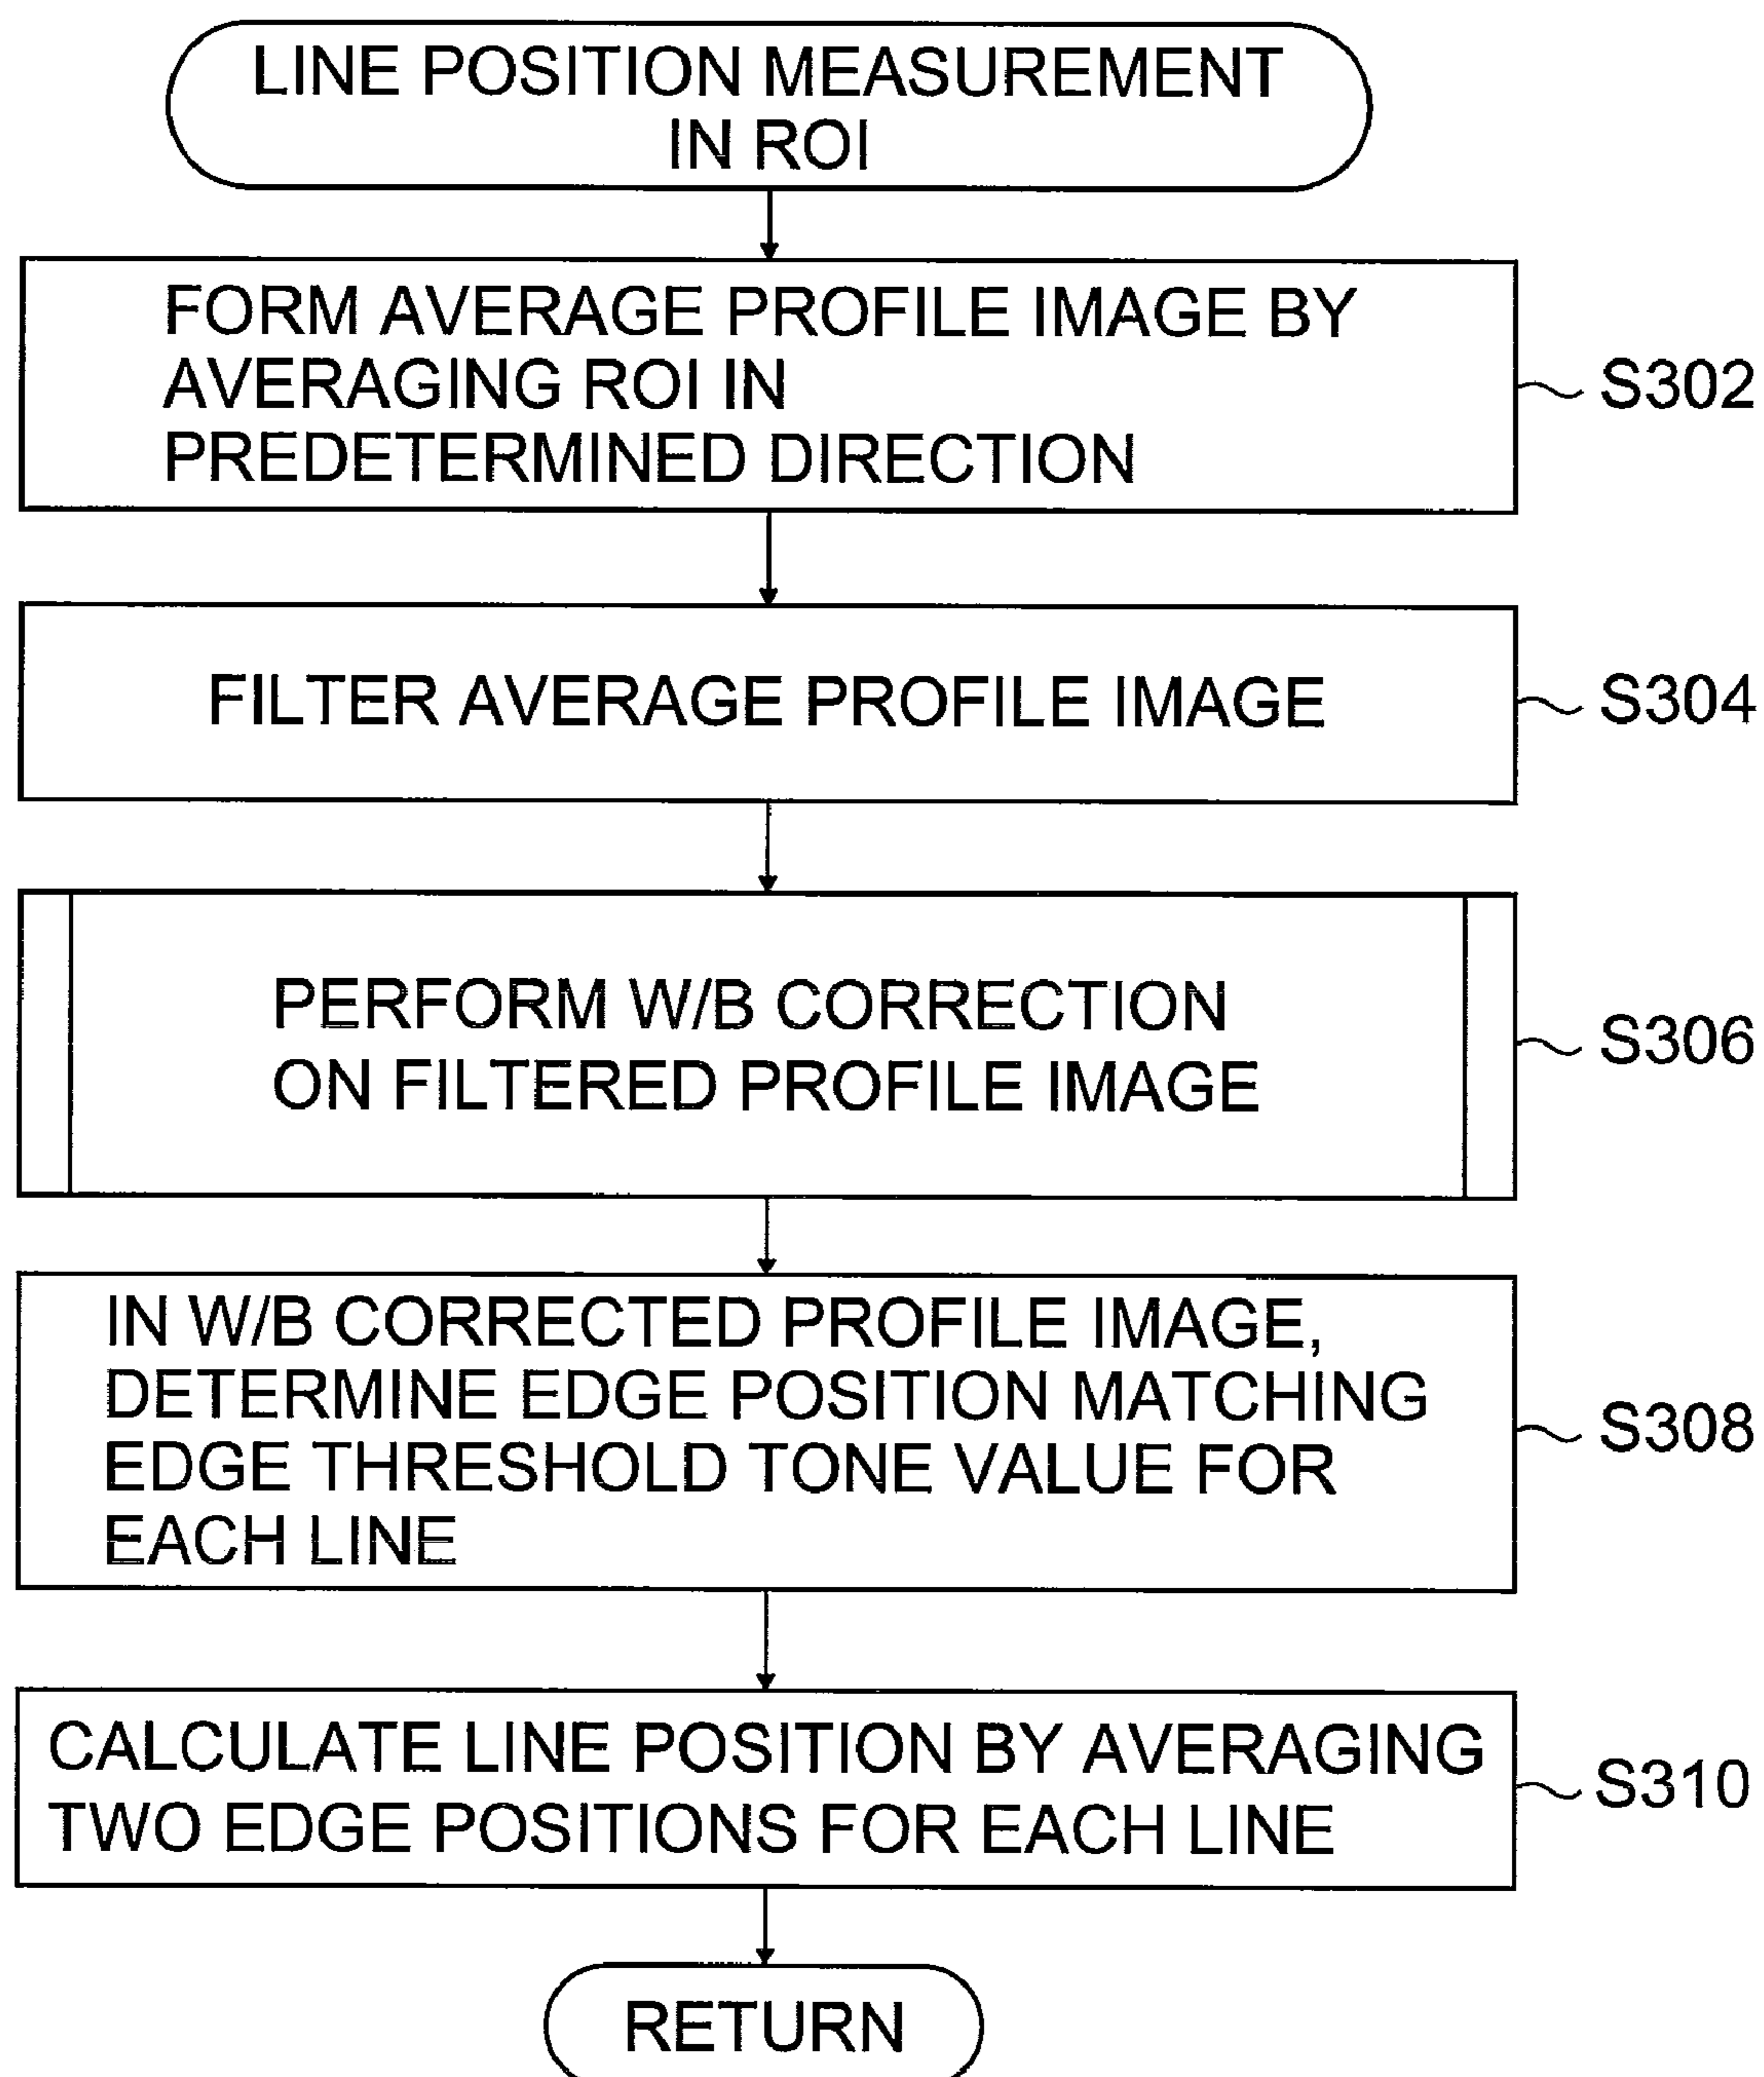 LINE POSITION MEASUREMENT
IN ROI
FORM AVERAGE PROFILE IMAGE BY
AVERAGING ROI IN
PREDETERMINED DIRECTION
S302
FILTER AVERAGE PROFILE IMAGE
S304
PERFORM W/B CORRECTION
ON FILTERED PROFILE IMAGE
S306
IN W/B CORRECTED PROFILE IMAGE,
DETERMINE EDGE POSITION MATCHING
EDGE THRESHOLD TONE VALUE FOR
EACH LINE
S308
CALCULATE LINE POSITION BY AVERAGING
TWO EDGE POSITIONS FOR EACH LINE
S310
RETURN